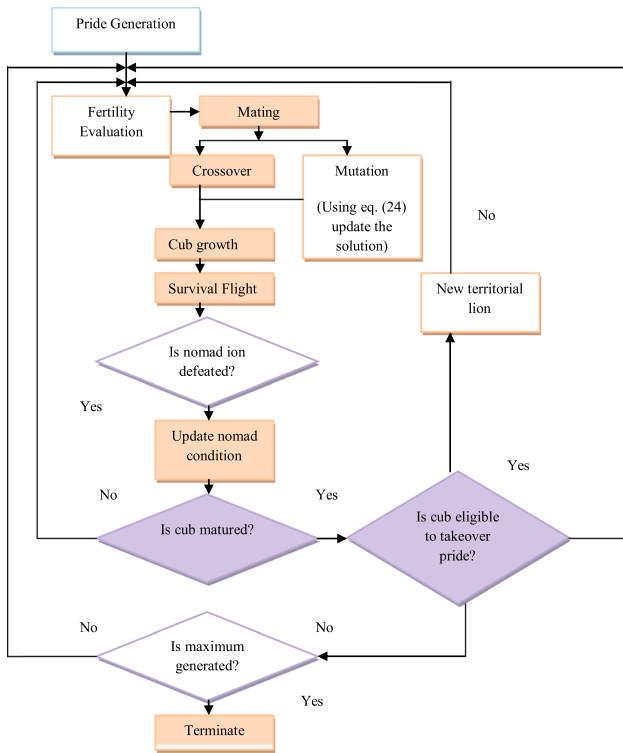 Pride Generation
Fertility
Evaluation
Mating
Crossover
Mutation
(Using eq. (24)
update the
solution)
No
Cub growth
Survival Flight
New territorial
lion
Is nomad ion
defeated?
Yes
Update nomad
condition
No
Yes
Yes
Is cub matured?
Is cub eligible
to takeover
pride?
No
No
Is maximum
generated?
Yes
Terminate